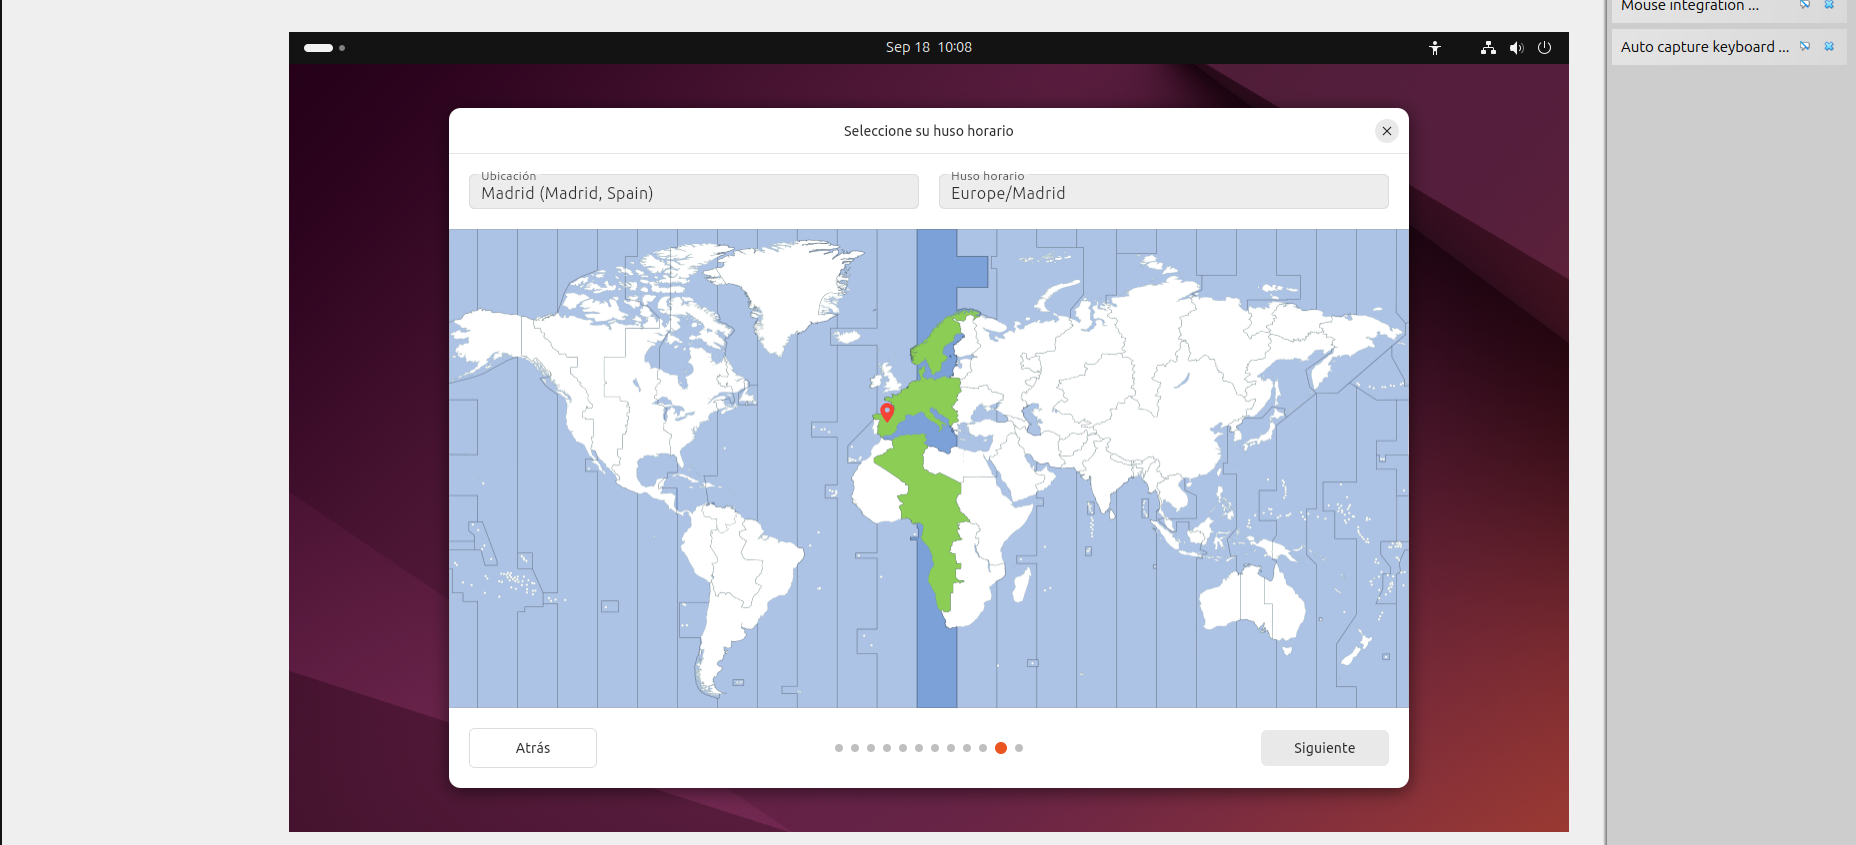 Mouse integration ...
Sep 18 10:08
Auto capture keyboard ...
Seleccione su huso horario
Ubicación
Madrid (Madrid, Spain)
Huso horario
Europe/Madrid
Atrás
Siguiente